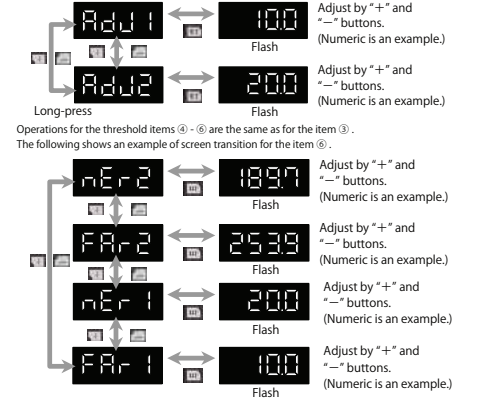 AdJ1 10.0 Adjust by “+” and
“−” buttons.
(Numeric is an example.)
Flash
AdJ2 20.0 Adjust by “+” and
“−” buttons.
(Numeric is an example.)
Long-press Flash
Operations for the threshold items ④ - ⑥ are the same as for the item ③ .
The following shows an example of screen transition for the item ⑥ .
nEr2 189.7 Adjust by “+” and
“−” buttons.
(Numeric is an example.)
Flash
FAr2 253.9 Adjust by “+” and
“−” buttons.
(Numeric is an example.)
Flash
nEr1 20.0 Adjust by “+” and
“−” buttons.
(Numeric is an example.)
Flash
FAr1 10.0 Adjust by “+” and
“−” buttons.
(Numeric is an example.)
Flash